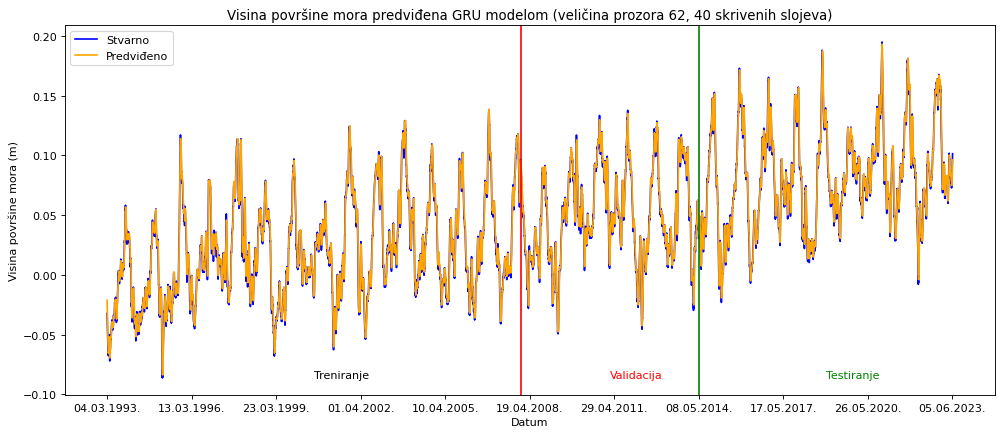 Visina površine mora predviđena GRU modelom (veličina prozora 62, 40 skrivenih slojeva)
Stvarno
Predviđeno
Visina površine mora (m)
0.20
0.15
0.10
0.05
0.00
−0.05
−0.10
Treniranje
Validacija
Testiranje
04.03.1993.
13.03.1996.
23.03.1999.
01.04.2002.
10.04.2005.
19.04.2008.
29.04.2011.
08.05.2014.
17.05.2017.
26.05.2020.
05.06.2023.
Datum